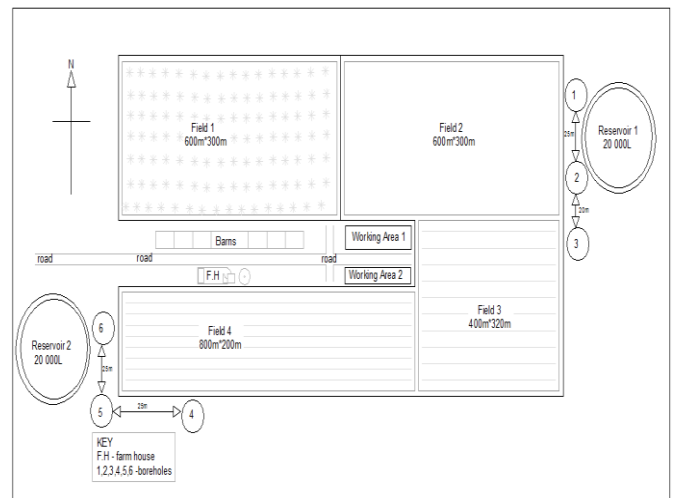 N
Field 1
600m*300m
Field 2
600m*300m
1
25m
2
20m
3
Reservoir 1
20 000L
Barns
Working Area 1
road
road
road
F.H
Working Area 2
Field 3
400m*320m
Field 4
800m*200m
Reservoir 2
20 000L
6
25m
5
25m
4
KEY
F.H - farm house
1,2,3,4,5,6 -boreholes